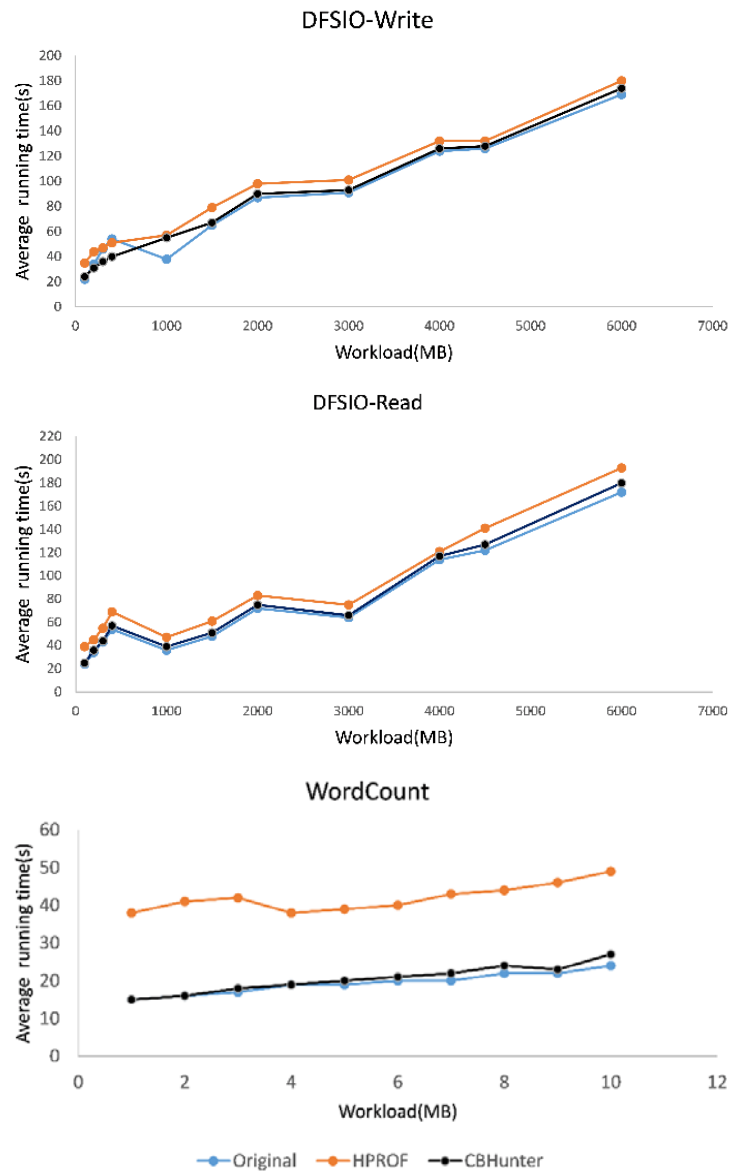 DFSIO-Write
Average running time(s)
200
180
160
140
120
100
80
60
40
20
0
0 1000 2000 3000 4000 5000 6000 7000
Workload(MB)
DFSIO-Read
Average running time(s)
220
200
180
160
140
120
100
80
60
40
20
0
0 1000 2000 3000 4000 5000 6000 7000
Workload(MB)
WordCount
Average running time(s)
60
50
40
30
20
10
0
0 2 4 6 8 10 12
Workload(MB)
Original HPROF CBHunter